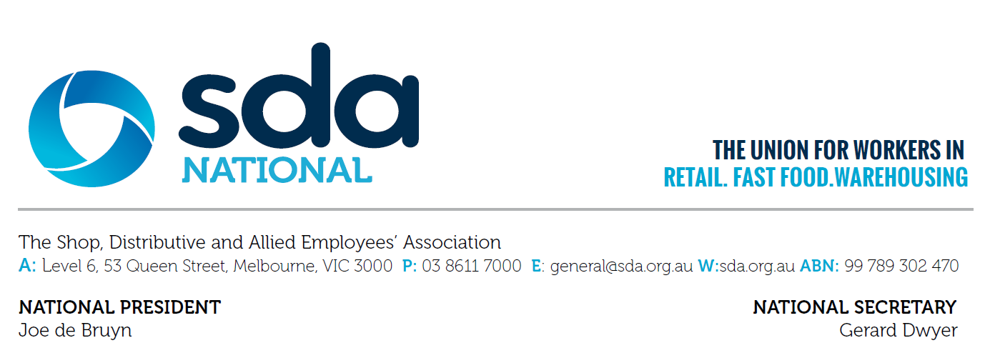 sda
NATIONAL
THE UNION FOR WORKERS IN
RETAIL. FAST FOOD.WAREHOUSING
The Shop, Distributive and Allied Employees’ Association
A: Level 6, 53 Queen Street, Melbourne, VIC 3000 P: 03 8611 7000 E: general@sda.org.au W:sda.org.au ABN: 99 789 302 470
NATIONAL PRESIDENT
Joe de Bruyn
NATIONAL SECRETARY
Gerard Dwyer